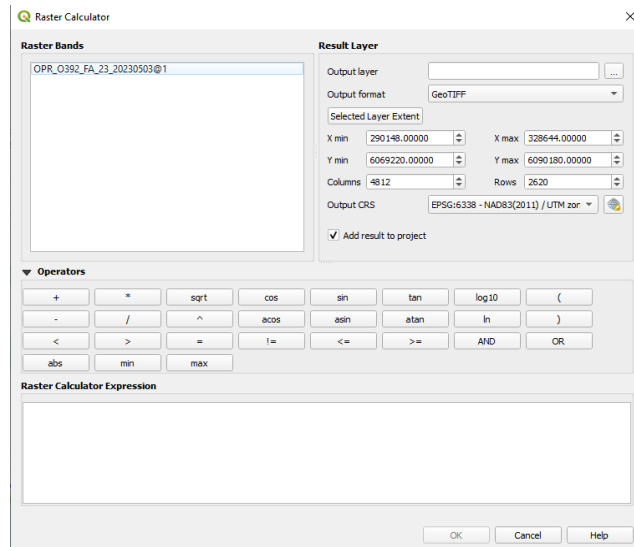 Raster Calculator
Raster Bands
OPR_O392_FA_23_20230503@1
Result Layer
Output layer
...
Output format GeoTIFF
Selected Layer Extent
X min 290148.00000 X max 328644.00000
Y min 6069220.00000 Y max 6090180.00000
Columns 4812 Rows 2620
Output CRS EPSG:6338 - NAD83(2011) / UTM zor
Add result to project
Operators
+ * sqrt cos sin tan log10 (
- / ^ acos asin atan ln )
< > = != <= >= AND OR
abs min max
Raster Calculator Expression
OK Cancel Help